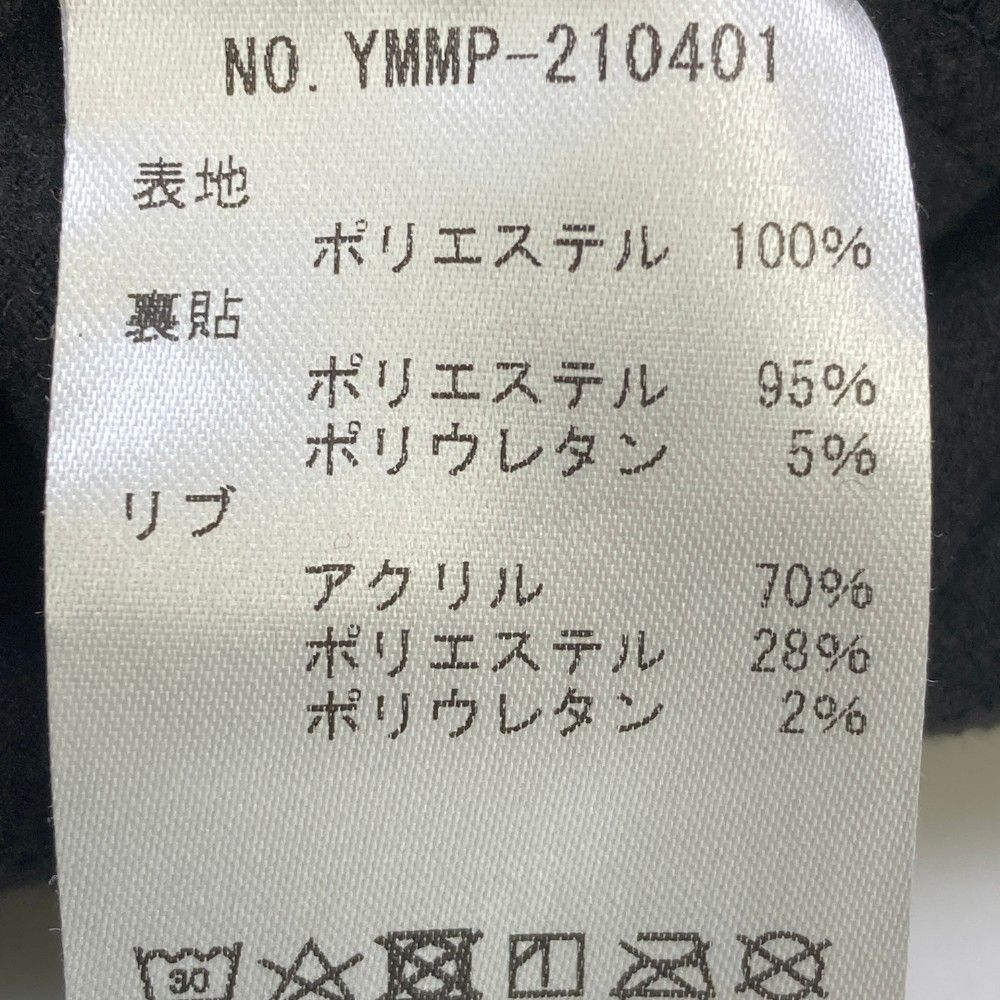 NO. YMMP-210401
表地
ポリエステル 100%
裏貼
ポリエステル 95%
ポリウレタン 5%
リブ
アクリル 70%
ポリエステル 28%
ポリウレタン 2%
30